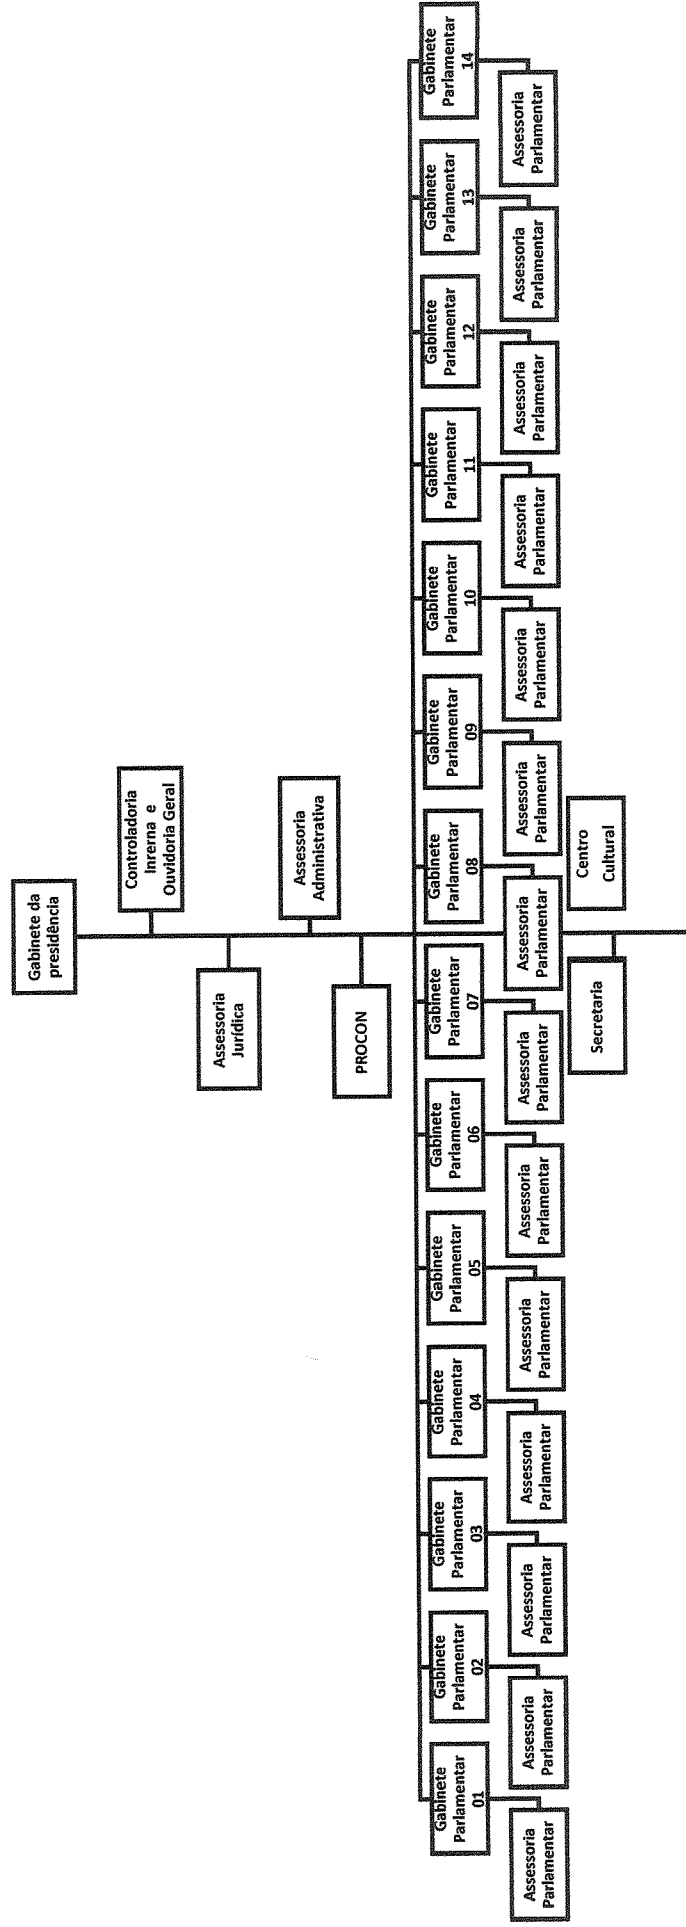 Gabinete da
presidência
Controladoria
Inrerna e
Ouvidoria Geral
Assessoria
Jurídica
Assessoria
Administrativa
PROCON
Gabinete
Parlamentar
01
Gabinete
Parlamentar
02
Gabinete
Parlamentar
03
Gabinete
Parlamentar
04
Gabinete
Parlamentar
05
Gabinete
Parlamentar
06
Gabinete
Parlamentar
07
Gabinete
Parlamentar
08
Gabinete
Parlamentar
09
Gabinete
Parlamentar
10
Gabinete
Parlamentar
11
Gabinete
Parlamentar
12
Gabinete
Parlamentar
13
Gabinete
Parlamentar
14
Assessoria
Parlamentar
Assessoria
Parlamentar
Assessoria
Parlamentar
Assessoria
Parlamentar
Assessoria
Parlamentar
Assessoria
Parlamentar
Assessoria
Parlamentar
Assessoria
Parlamentar
Assessoria
Parlamentar
Assessoria
Parlamentar
Assessoria
Parlamentar
Assessoria
Parlamentar
Assessoria
Parlamentar
Assessoria
Parlamentar
Secretaria
Centro
Cultural